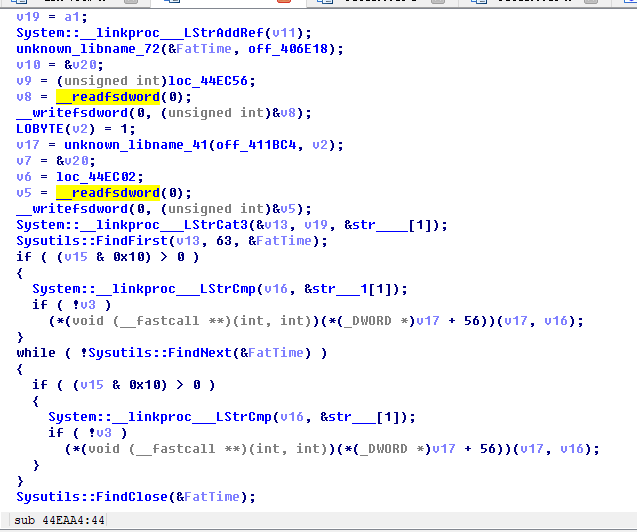 v19 = a1;
System::__linkproc___LStrAddRef(v11);
unknown_libname_72(&FatTime, off_406E18);
v10 = &v20;
v9 = (unsigned int)loc_44EC56;
v8 = __readfsdword(0);
__writefsdword(0, (unsigned int)&v8);
LOBYTE(v2) = 1;
v17 = unknown_libname_41(off_411BC4, v2);
v7 = &v20;
v6 = loc_44EC02;
v5 = __readfsdword(0);
__writefsdword(0, (unsigned int)&v5);
System::__linkproc___LStrCat3(&v13, v19, &str____[1]);
Sysutils::FindFirst(v13, 63, &FatTime);
if ( (v15 & 0x10) > 0 )
{
System::__linkproc___LStrCmp(v16, &str___1[1]);
if ( !v3 )
(*(void (__fastcall **)(int, int))(*(_DWORD *)v17 + 56))(v17, v16);
}
while ( !Sysutils::FindNext(&FatTime) )
{
if ( (v15 & 0x10) > 0 )
{
System::__linkproc___LStrCmp(v16, &str___[1]);
if ( !v3 )
(*(void (__fastcall **)(int, int))(*(_DWORD *)v17 + 56))(v17, v16);
}
}
Sysutils::FindClose(&FatTime);
sub_44EAA4:44